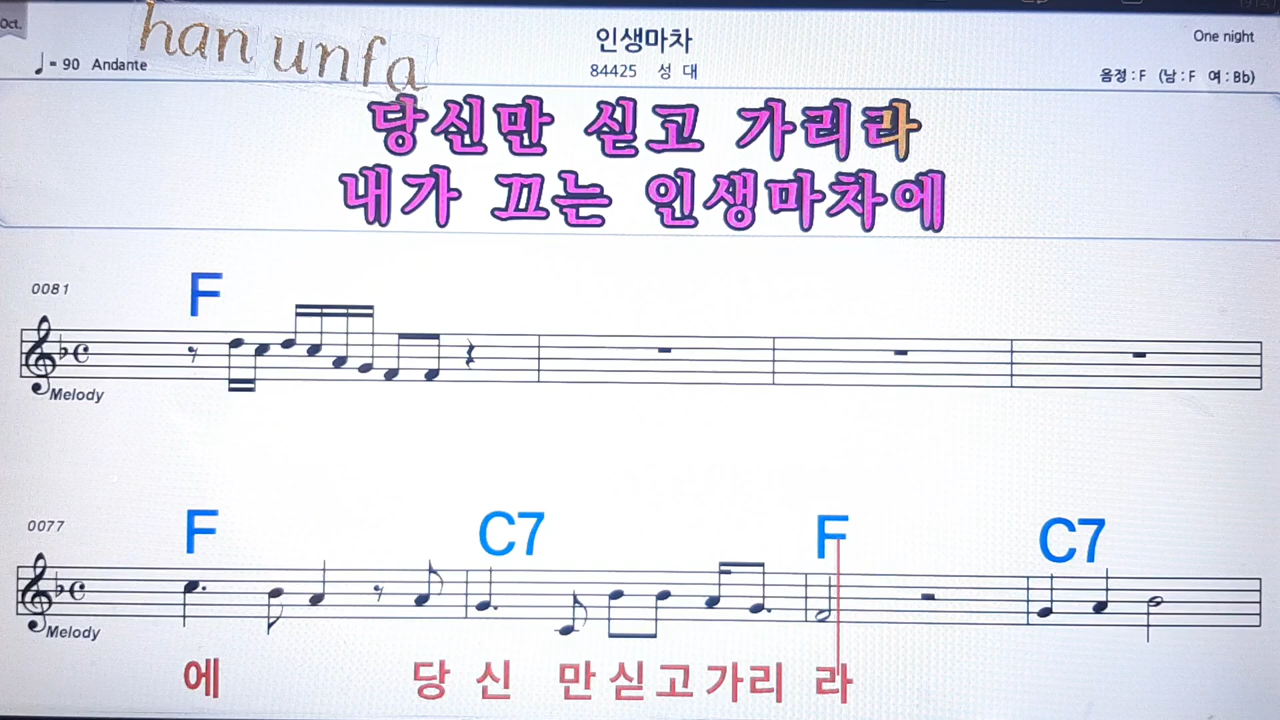 Oct.
han unfa
인생마차
One night
♩= 90 Andante
84425 성 대
음정 : F (남 : F 여 : Bb)
당신만 싣고 가리라
내가 끄는 인생마차에
0081
F
Melody
0077
F C7 F C7
Melody
에 당 신 만 싣 고 가 리 라